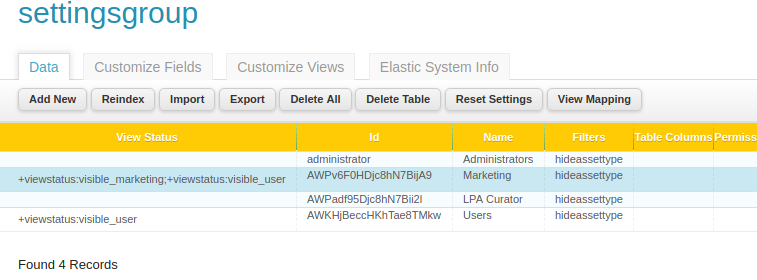 settingsgroup
Data Customize Fields Customize Views Elastic System Info
Add New Reindex Import Export Delete All Delete Table Reset Settings View Mapping
View Status Id Name Filters Table Columns Permiss
administrator Administrators hideassettype
+viewstatus:visible_marketing;+viewstatus:visible_user AWPv6F0HDjc8hN7BijA9 Marketing hideassettype
AWPadf95Djc8hN7Bii2l LPA Curator hideassettype
+viewstatus:visible_user AWKHjBeccHKhTae8TMkw Users hideassettype
Found 4 Records